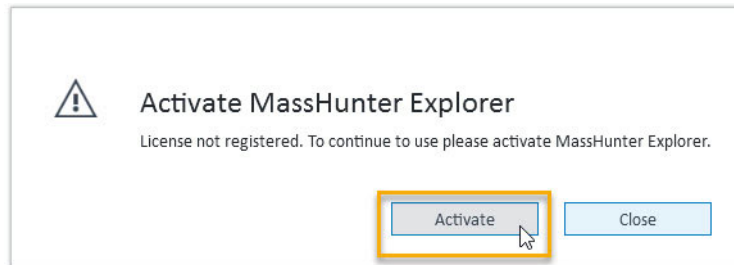 Activate MassHunter Explorer
License not registered. To continue to use please activate MassHunter Explorer.
Activate
Close